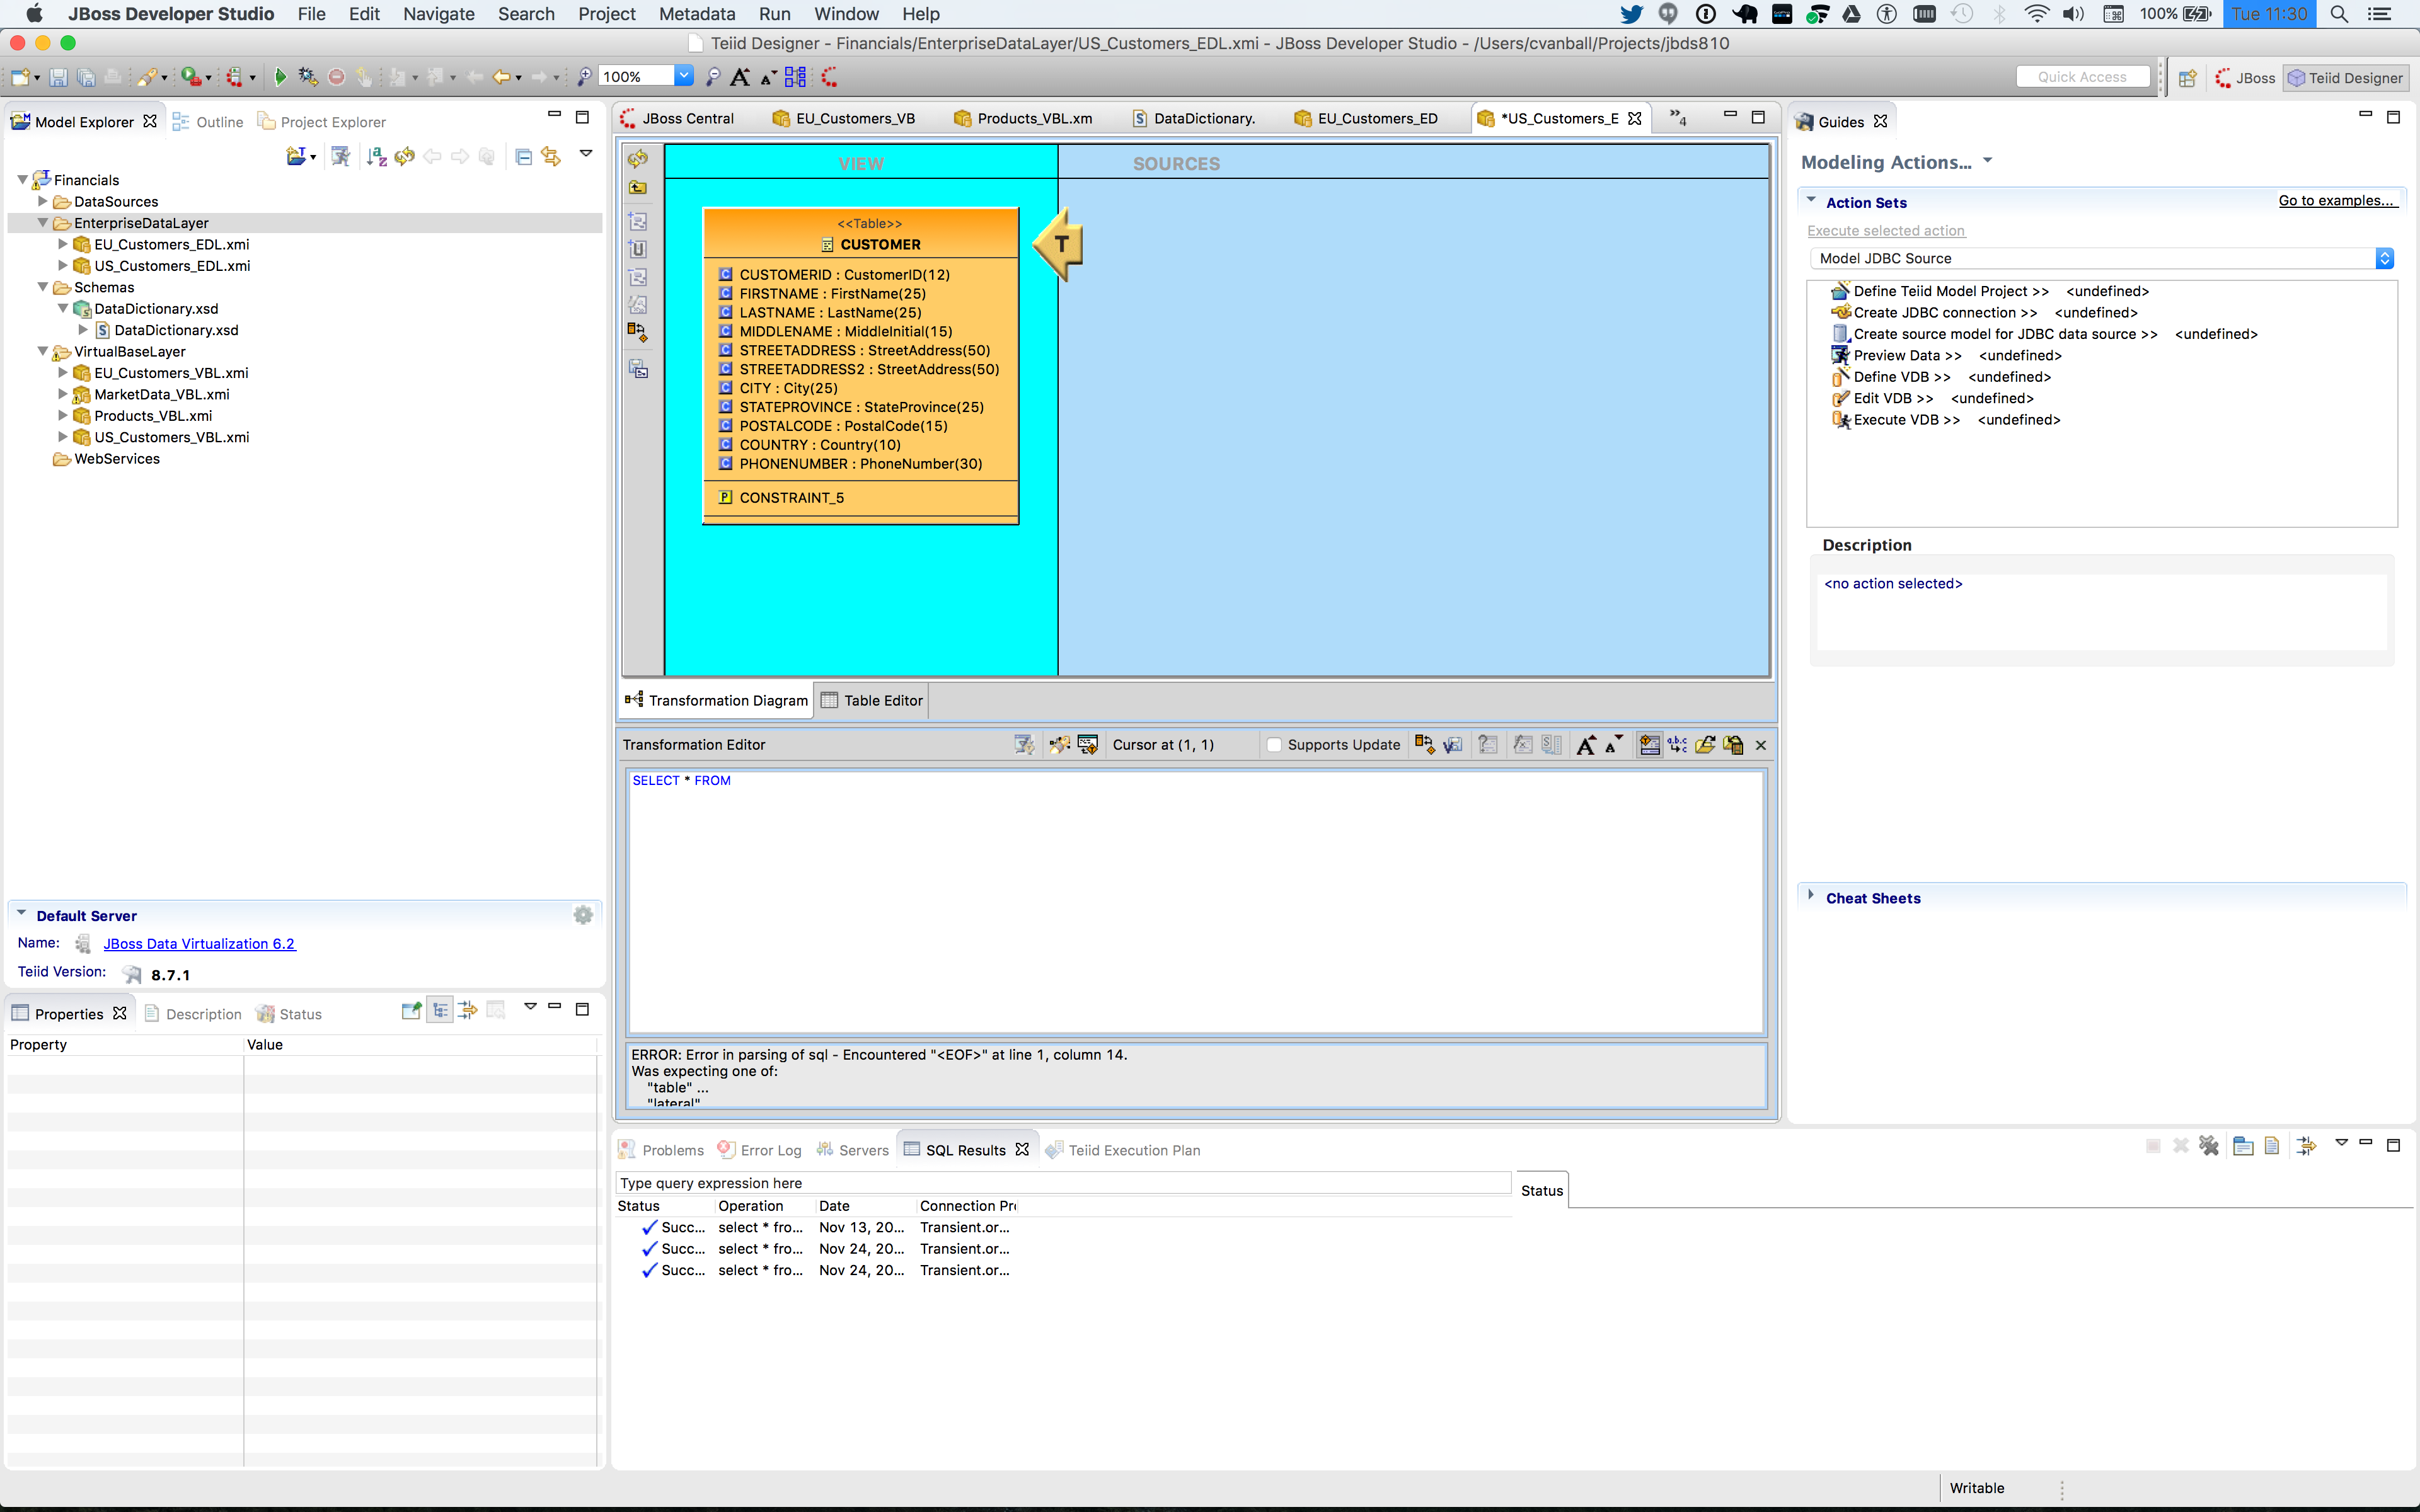 JBoss Developer Studio File Edit Navigate Search Project Metadata Run Window Help 100% Tue 11:30
Teiid Designer - Financials/EnterpriseDataLayer/US_Customers_EDL.xmi - JBoss Developer Studio - /Users/cvanball/Projects/jbds810
100% Quick Access JBoss Teiid Designer
Model Explorer Outline Project Explorer
Financials
DataSources
EnterpriseDataLayer
EU_Customers_EDL.xmi
US_Customers_EDL.xmi
Schemas
DataDictionary.xsd
DataDictionary.xsd
VirtualBaseLayer
EU_Customers_VBL.xmi
MarketData_VBL.xmi
Products_VBL.xmi
US_Customers_VBL.xmi
WebServices
Default Server
Name: JBoss Data Virtualization 6.2
Teiid Version: 8.7.1
Properties Description Status
Property Value
JBoss Central EU_Customers_VB Products_VBL.xm DataDictionary. EU_Customers_ED *US_Customers_E »4
VIEW SOURCES
<<Table>>
CUSTOMER
T
CUSTOMERID : CustomerID(12)
FIRSTNAME : FirstName(25)
LASTNAME : LastName(25)
MIDDLENAME : MiddleInitial(15)
STREETADDRESS : StreetAddress(50)
STREETADDRESS2 : StreetAddress(50)
CITY : City(25)
STATEPROVINCE : StateProvince(25)
POSTALCODE : PostalCode(15)
COUNTRY : Country(10)
PHONENUMBER : PhoneNumber(30)
CONSTRAINT_5
Transformation Diagram Table Editor
Transformation Editor Cursor at (1, 1) Supports Update
SELECT * FROM
ERROR: Error in parsing of sql - Encountered "<EOF>" at line 1, column 14.
Was expecting one of:
"table" ...
"lateral"
Problems Error Log Servers SQL Results Teiid Execution Plan
Type query expression here
Status Operation Date Connection Pr
Succ... select * fro... Nov 13, 20... Transient.or...
Succ... select * fro... Nov 24, 20... Transient.or...
Succ... select * fro... Nov 24, 20... Transient.or...
Status
Guides
Modeling Actions...
Action Sets Go to examples...
Execute selected action
Model JDBC Source
Define Teiid Model Project >> <undefined>
Create JDBC connection >> <undefined>
Create source model for JDBC data source >> <undefined>
Preview Data >> <undefined>
Define VDB >> <undefined>
Edit VDB >> <undefined>
Execute VDB >> <undefined>
Description
<no action selected>
Cheat Sheets
Writable